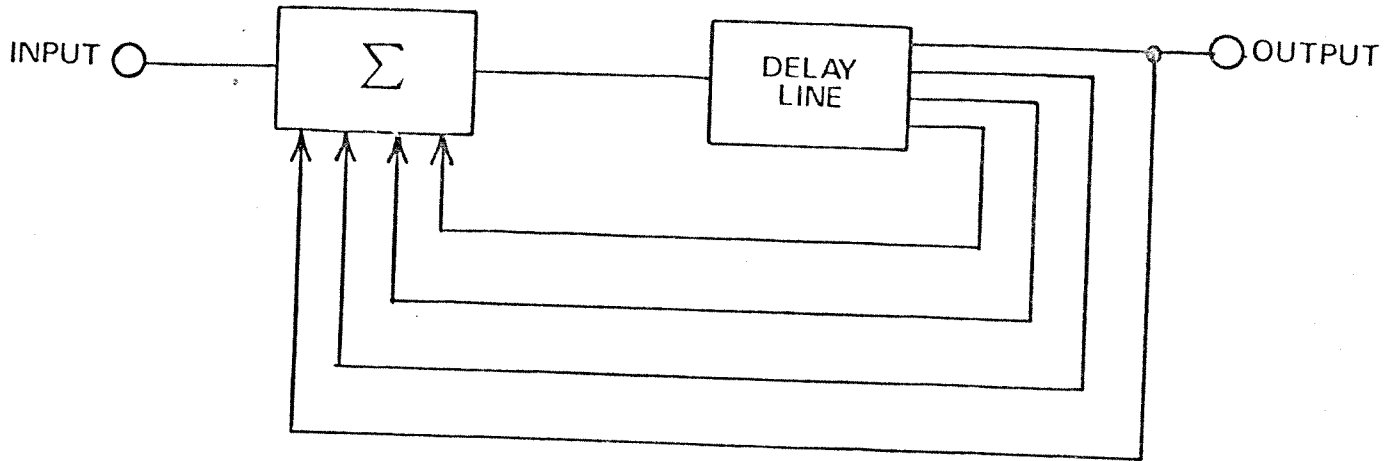 INPUT
Σ
DELAY
LINE
OUTPUT